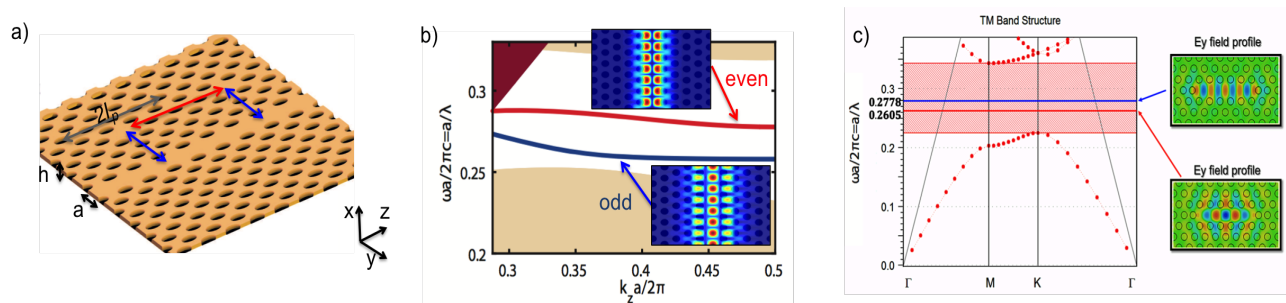 a)
2lp
h
a
x
z
y
b)
ωa/2πc=a/λ
0.3
0.25
0.2
even
odd
0.3
0.35
0.4
0.45
0.5
kza/2π
c)
TM Band Structure
ωa/2πc=a/λ
0.3
0.2778
0.2605
0.2
0.1
0.0
Γ
M
K
Γ
Ey field profile
Ey field profile